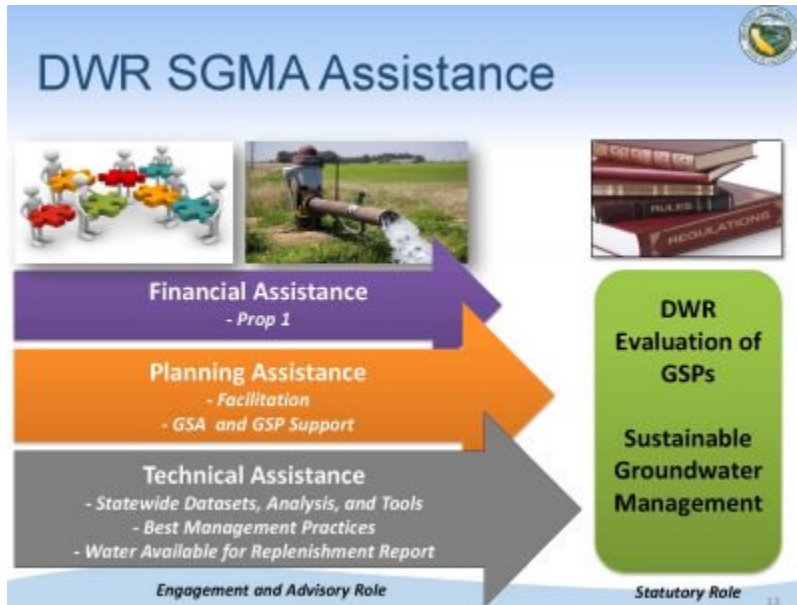 DWR SGMA Assistance
RULES
REGULATIONS
Financial Assistance
- Prop 1
Planning Assistance
- Facilitation
- GSA and GSP Support
Technical Assistance
- Statewide Datasets, Analysis, and Tools
- Best Management Practices
- Water Available for Replenishment Report
Engagement and Advisory Role
DWR
Evaluation of
GSPs
Sustainable
Groundwater
Management
Statutory Role